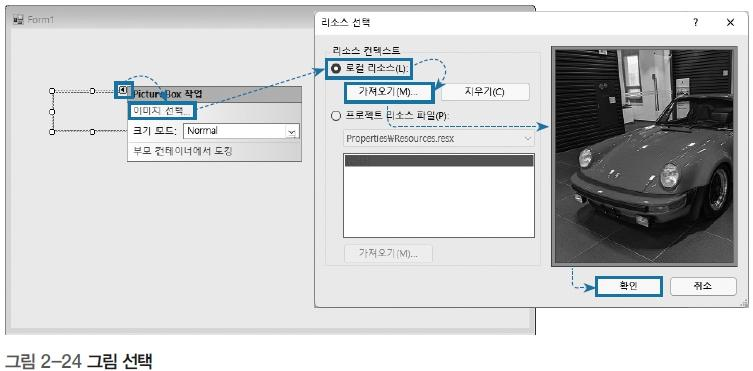 Form1
PictureBox 작업
이미지 선택...
크기 모드: Normal
부모 컨테이너에서 도킹
리소스 선택
? ×
리소스 컨텍스트
로컬 리소스(L):
가져오기(M)... 지우기(C)
프로젝트 리소스 파일(P):
Properties₩Resources.resx
가져오기(M)...
확인 취소
그림 2-24 그림 선택